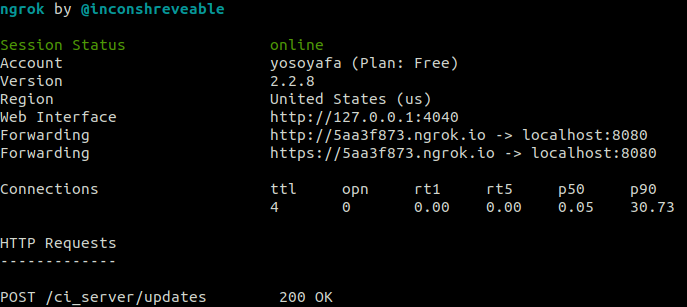 ngrok by @inconshreveable
Session Status online
Account yosoyafa (Plan: Free)
Version 2.2.8
Region United States (us)
Web Interface http://127.0.0.1:4040
Forwarding http://5aa3f873.ngrok.io -> localhost:8080
Forwarding https://5aa3f873.ngrok.io -> localhost:8080
Connections ttl opn rt1 rt5 p50 p90
4 0 0.00 0.00 0.05 30.73
HTTP Requests
-------------
POST /ci_server/updates 200 OK